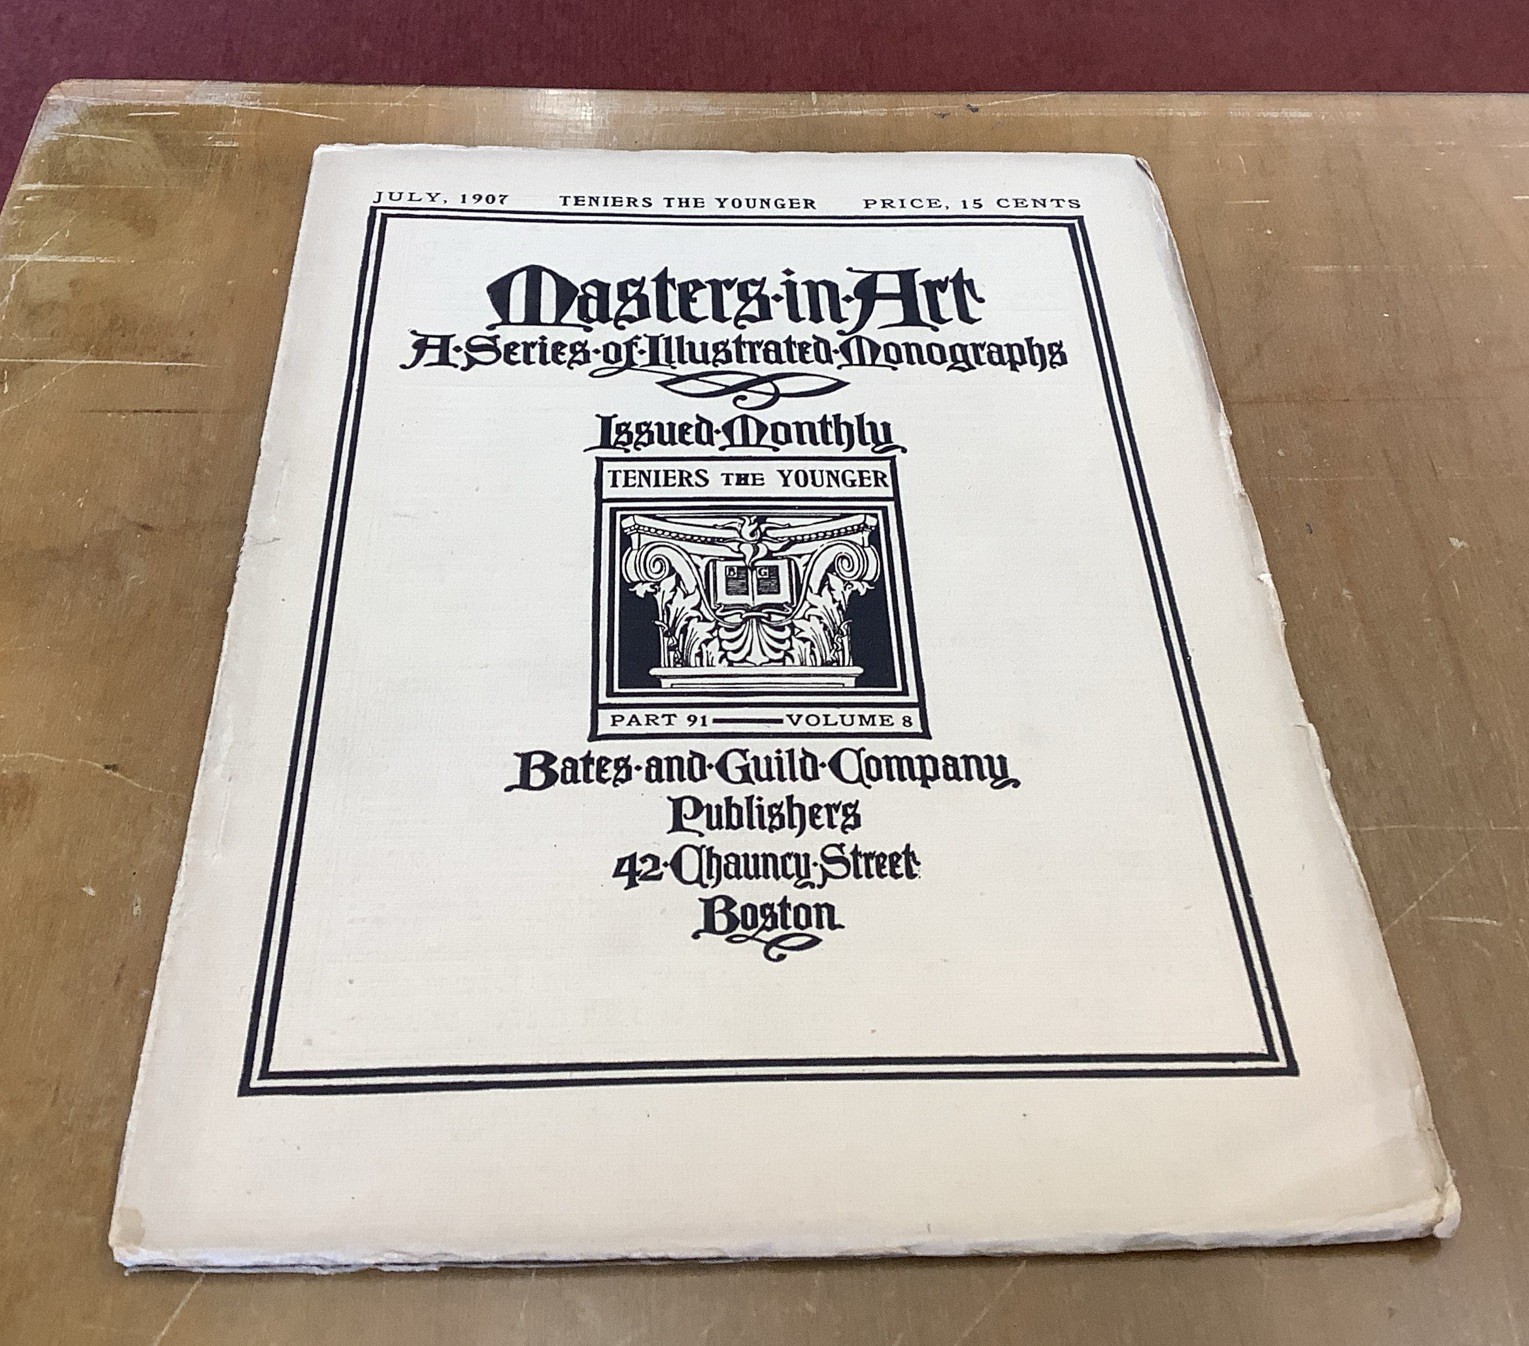 JULY, 1907 TENIERS THE YOUNGER PRICE, 15 CENTS
Masters·in·Art
A·Series·of·Illustrated·Monographs
Issued·Monthly
TENIERS THE YOUNGER
B G
PART 91 — VOLUME 8
Bates·and·Guild·Company
Publishers
42·Chauncy·Street
Boston